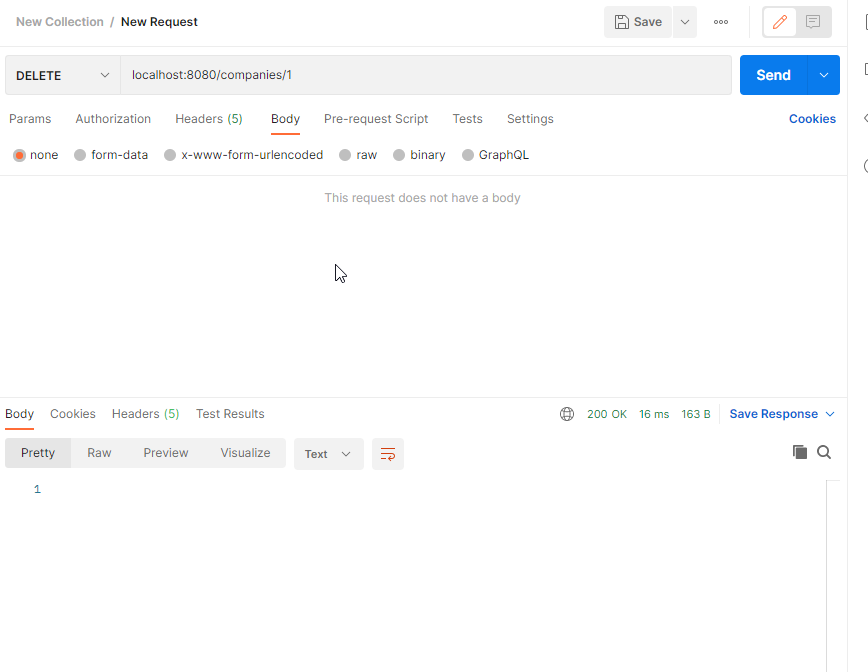 New Collection / New Request
Save
DELETE
localhost:8080/companies/1
Send
Params Authorization Headers (5) Body Pre-request Script Tests Settings Cookies
none form-data x-www-form-urlencoded raw binary GraphQL
This request does not have a body
Body Cookies Headers (5) Test Results 200 OK 16 ms 163 B Save Response
Pretty Raw Preview Visualize Text
1